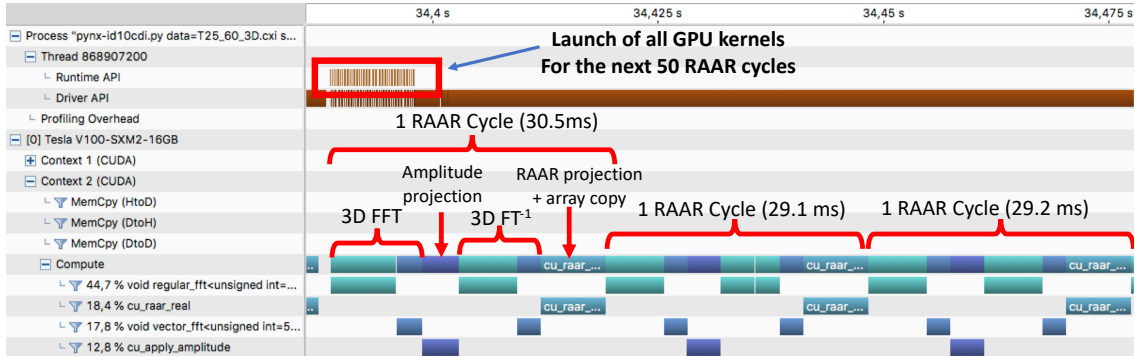 34,4 s
34,425 s
34,45 s
34,475 s
Process "pynx-id10cdi.py data=T25_60_3D.cxi s...
Thread 868907200
Runtime API
Driver API
Profiling Overhead
[0] Tesla V100-SXM2-16GB
Context 1 (CUDA)
Context 2 (CUDA)
MemCpy (HtoD)
MemCpy (DtoH)
MemCpy (DtoD)
Compute
44,7 % void regular_fft<unsigned int=...
18,4 % cu_raar_real
17,8 % void vector_fft<unsigned int=5...
12,8 % cu_apply_amplitude
Launch of all GPU kernels
For the next 50 RAAR cycles
1 RAAR Cycle (30.5ms)
Amplitude
projection
RAAR projection
+ array copy
3D FFT
3D FT-1
1 RAAR Cycle (29.1 ms)
1 RAAR Cycle (29.2 ms)
..
cu_raar_...
cu_raar_...
cu_raar_...
..
cu_raar_...
cu_raar_...
cu_raar_...